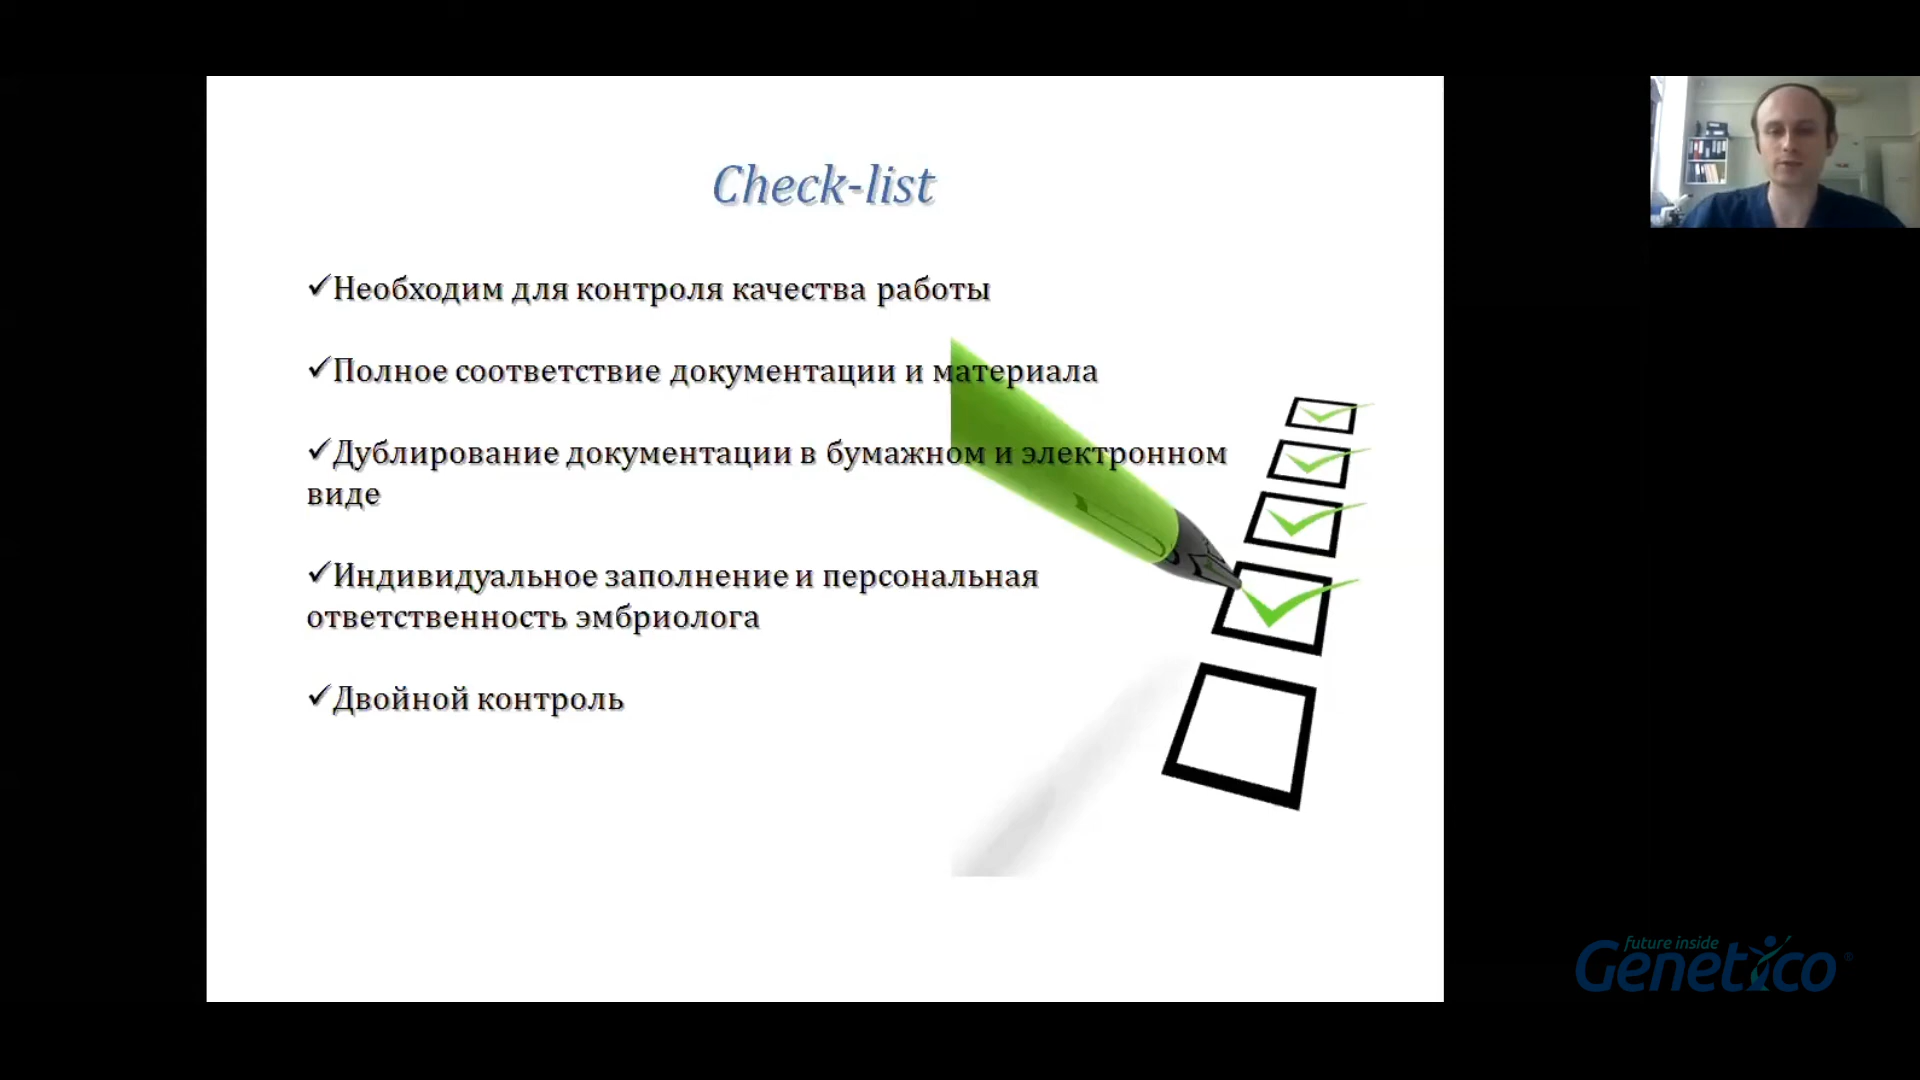 Check-list
✓Необходим для контроля качества работы
✓Полное соответствие документации и материала
✓Дублирование документации в бумажном и электронном
виде
✓Индивидуальное заполнение и персональная
ответственность эмбриолога
✓Двойной контроль
future inside
Genetico®